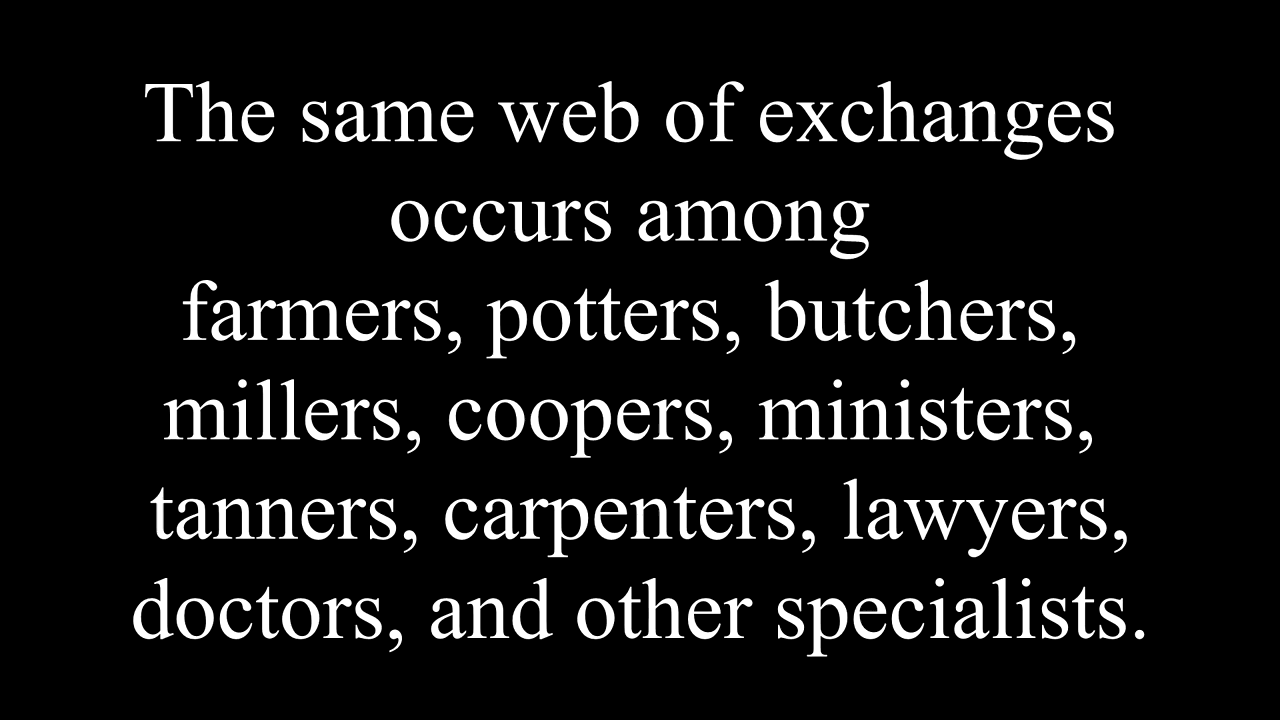 The same web of exchanges
occurs among
farmers, potters, butchers,
millers, coopers, ministers,
tanners, carpenters, lawyers,
doctors, and other specialists.